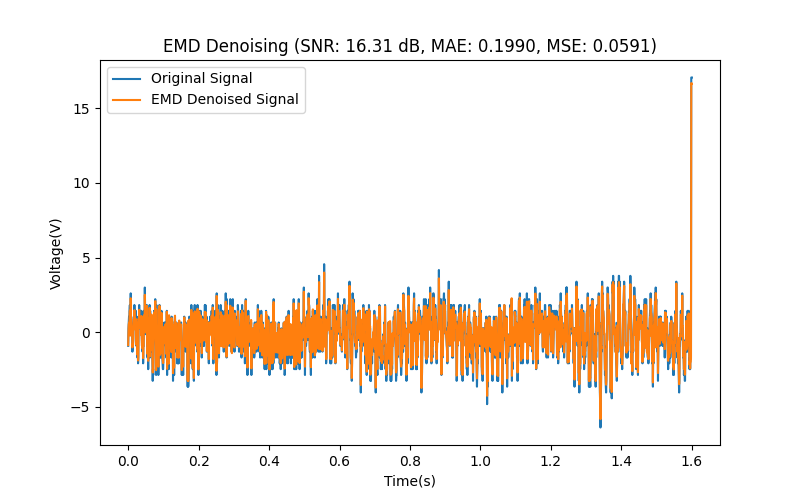 EMD Denoising (SNR: 16.31 dB, MAE: 0.1990, MSE: 0.0591)
Original Signal
EMD Denoised Signal
15
10
5
0
−5
Voltage(V)
0.0 0.2 0.4 0.6 0.8 1.0 1.2 1.4 1.6
Time(s)